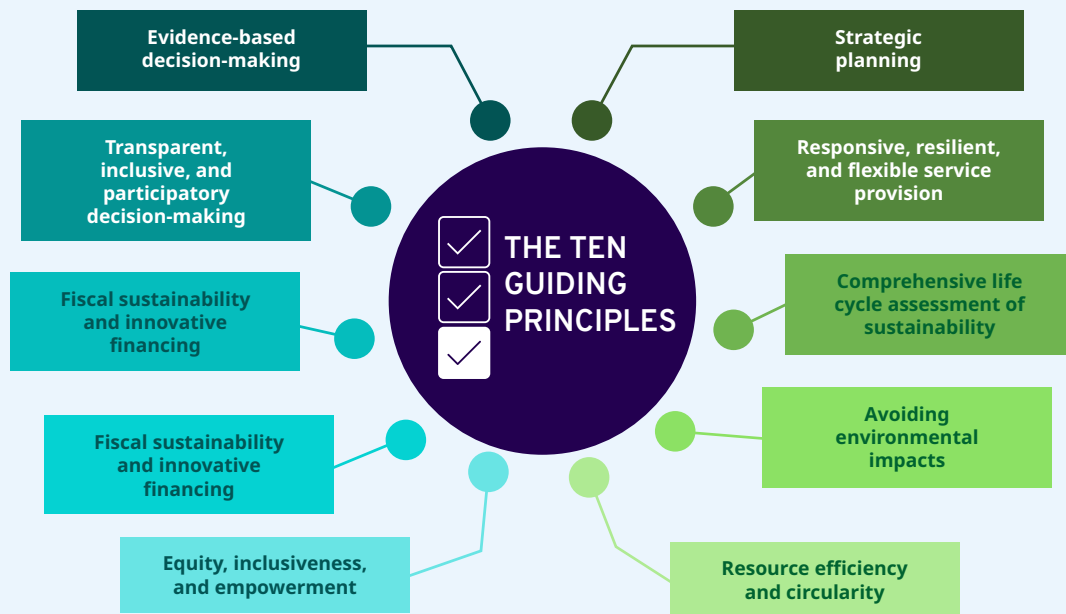 Evidence-based
decision-making
Strategic
planning
Transparent,
inclusive, and
participatory
decision-making
Responsive, resilient,
and flexible service
provision
THE TEN
GUIDING
PRINCIPLES
Fiscal sustainability
and innovative
financing
Comprehensive life
cycle assessment of
sustainability
Fiscal sustainability
and innovative
financing
Avoiding
environmental
impacts
Equity, inclusiveness,
and empowerment
Resource efficiency
and circularity